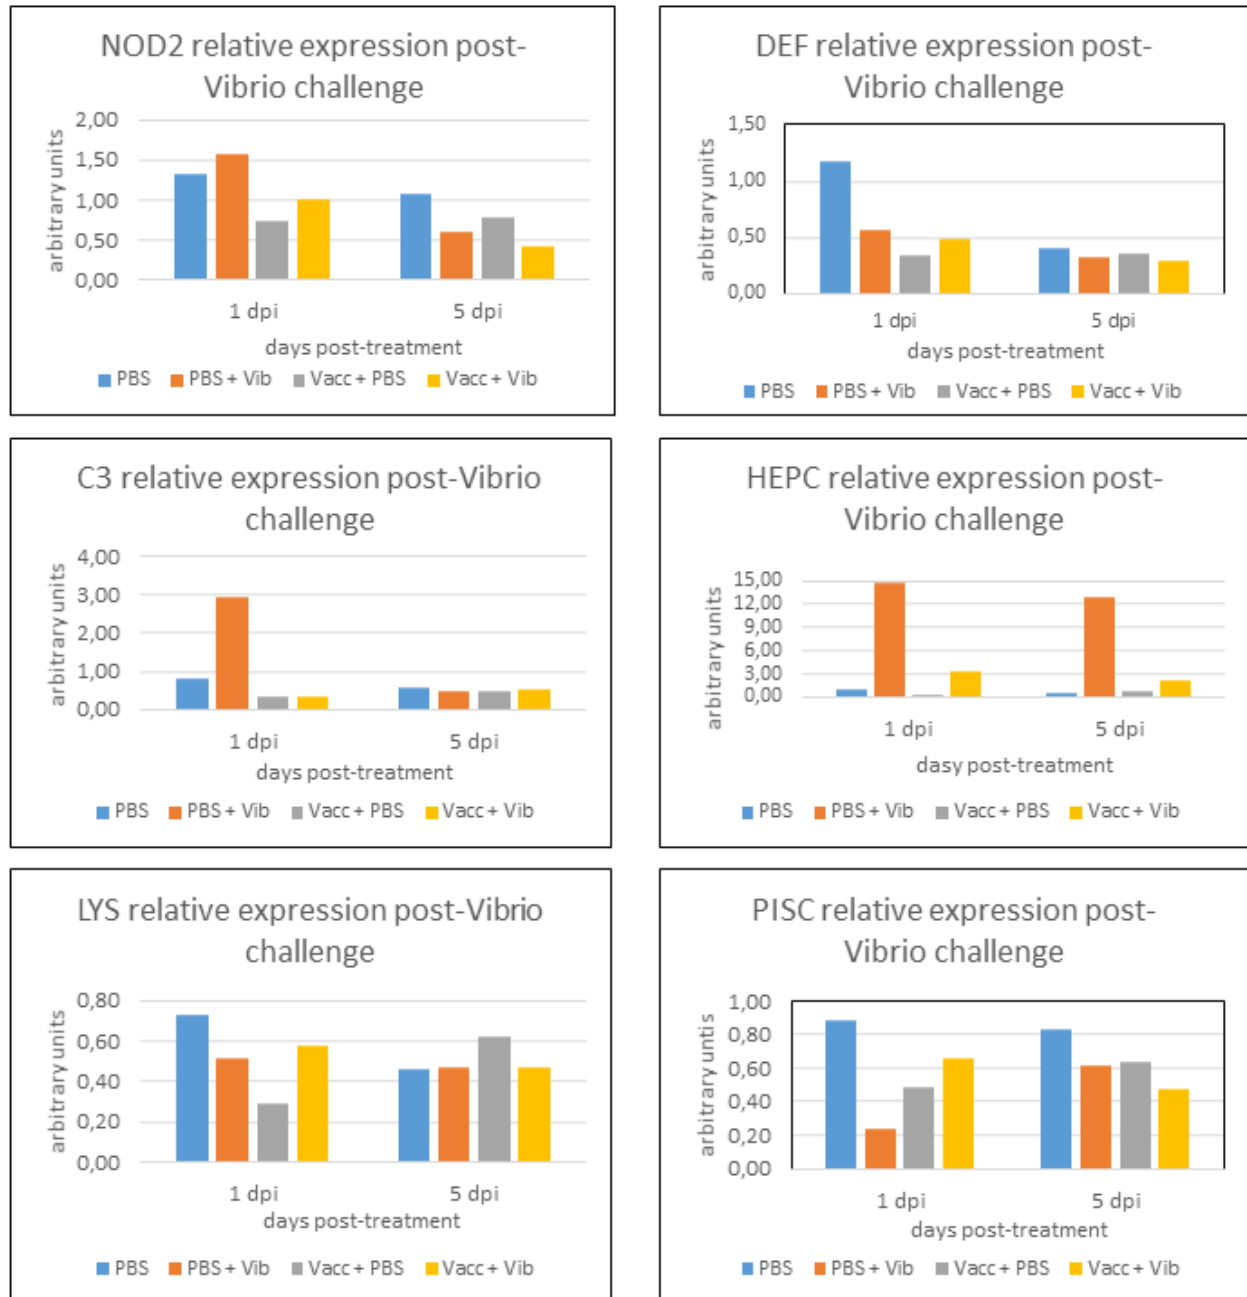 NOD2 relative expression post-
Vibrio challenge
2,00
1,50
1,00
0,50
0,00
arbitrary units
1 dpi 5 dpi
days post-treatment
PBS PBS + Vib Vacc + PBS Vacc + Vib
DEF relative expression post-
Vibrio challenge
1,50
1,00
0,50
0,00
arbitrary units
1 dpi 5 dpi
days post-treatment
PBS PBS + Vib Vacc + PBS Vacc + Vib
C3 relative expression post-Vibrio
challenge
4,00
3,00
2,00
1,00
0,00
arbitrary units
1 dpi 5 dpi
days post-treatment
PBS PBS + Vib Vacc + PBS Vacc + Vib
HEPC relative expression post-
Vibrio challenge
15,00
12,00
9,00
6,00
3,00
0,00
arbitrary units
1 dpi 5 dpi
dasy post-treatment
PBS PBS + Vib Vacc + PBS Vacc + Vib
LYS relative expression post-Vibrio
challenge
0,80
0,60
0,40
0,20
0,00
arbitrary units
1 dpi 5 dpi
days post-treatment
PBS PBS + Vib Vacc + PBS Vacc + Vib
PISC relative expression post-
Vibrio challenge
1,00
0,80
0,60
0,40
0,20
0,00
arbitrary untis
1 dpi 5 dpi
days post-treatment
PBS PBS + Vib Vacc + PBS Vacc + Vib